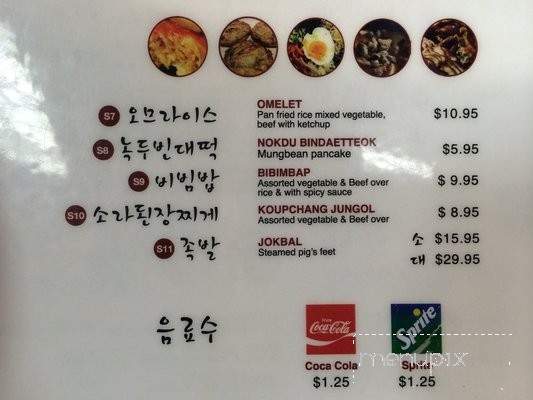 S7 오므라이스 OMELET
Pan fried rice mixed vegetable, $10.95
beef with ketchup
S8 녹두빈대떡 NOKDU BINDAETTEOK
Mungbean pancake $5.95
S9 비빔밥 BIBIMBAP
Assorted vegetable & Beef over $ 9.95
rice & with spicy sauce
S10 소라된장찌게 KOUPCHANG JUNGOL $ 8.95
Assorted vegetable & Beef over
S11 족발 JOKBAL 소 $15.95
Steamed pig's feet 대 $29.95
음료수
Coca-Cola Sprite
Coca Cola Sprite
$1.25 $1.25
menupix